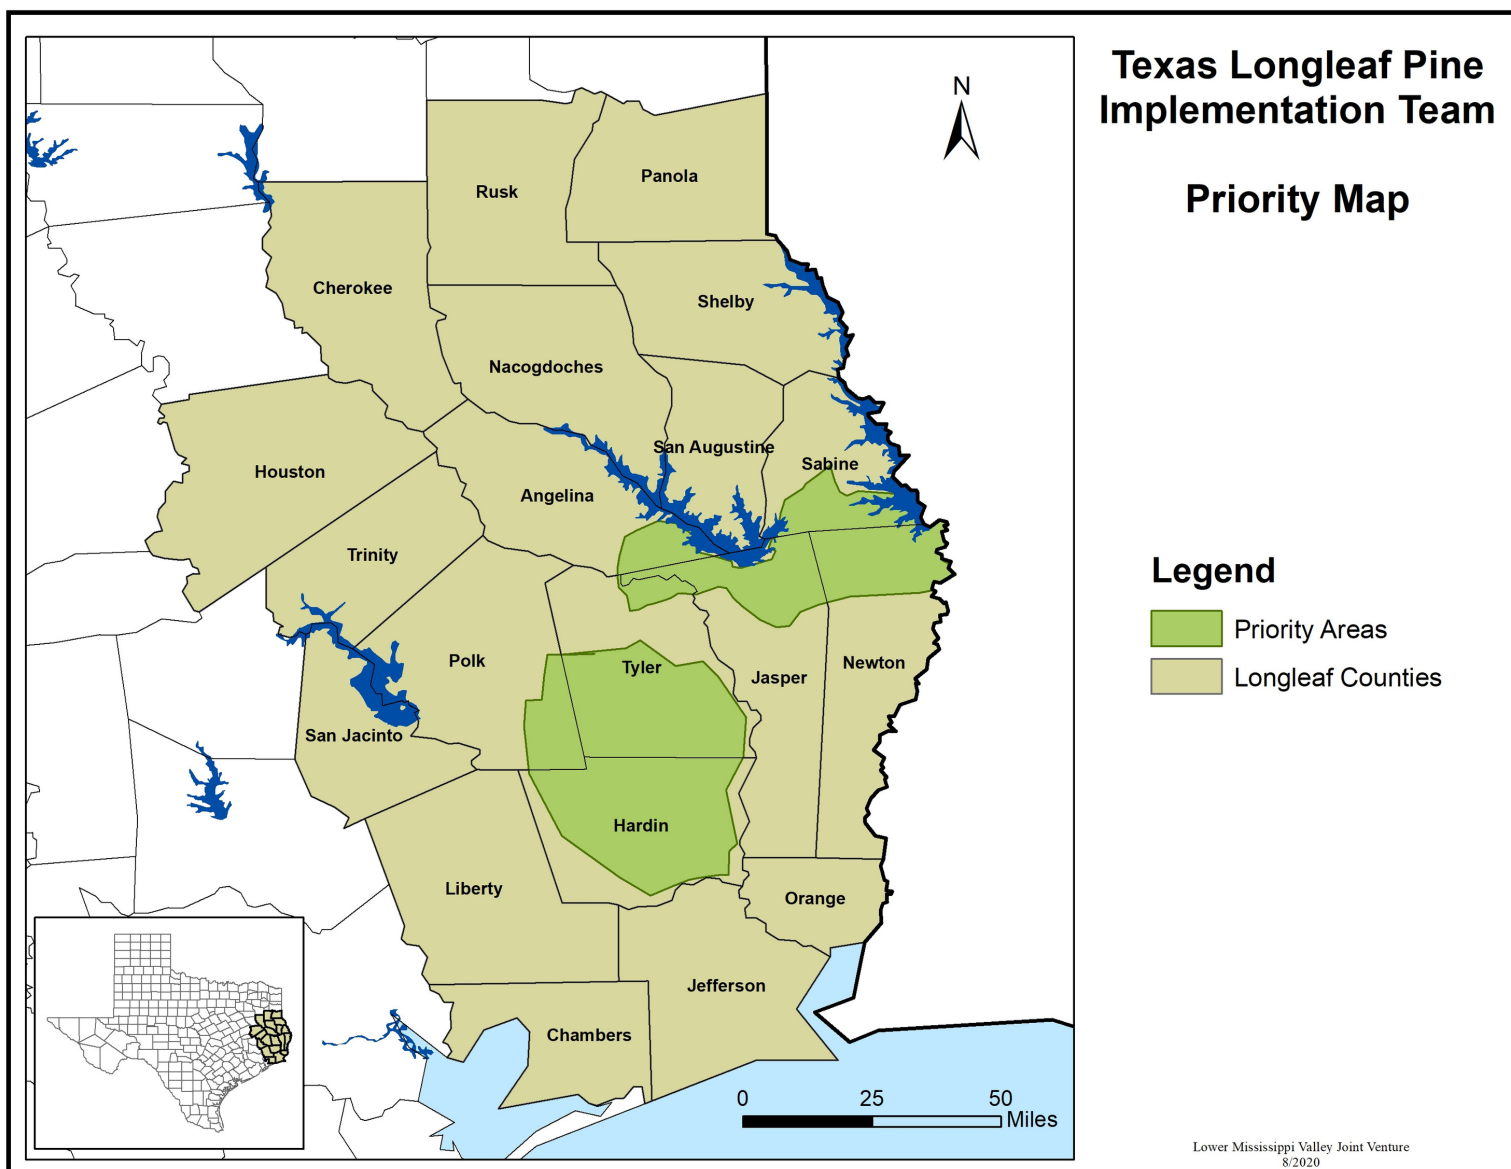 Texas Longleaf Pine
Implementation Team
Priority Map
N
Rusk
Panola
Cherokee
Shelby
Nacogdoches
San Augustine
Sabine
Houston
Angelina
Trinity
Polk
Tyler
Jasper
Newton
San Jacinto
Hardin
Liberty
Orange
Jefferson
Chambers
Legend
Priority Areas
Longleaf Counties
0 25 50
Miles
Lower Mississippi Valley Joint Venture
8/2020